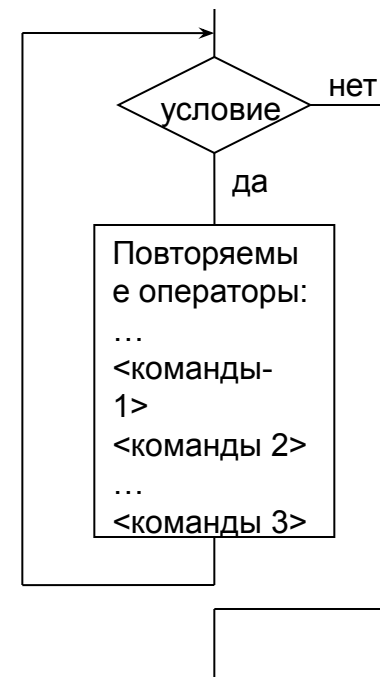 условие
нет
да
Повторяемы
е операторы:
…
<команды-
1>
<команды 2>
…
<команды 3>